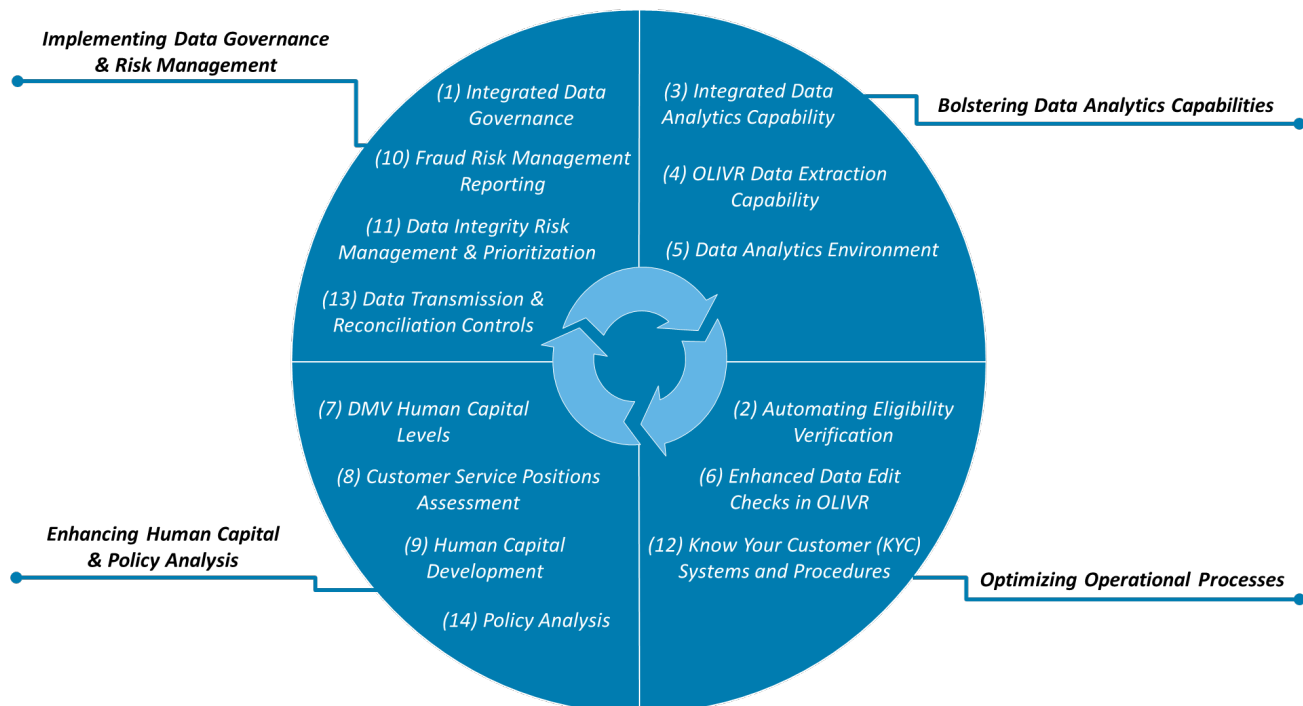 Implementing Data Governance
& Risk Management
(1) Integrated Data
Governance
(10) Fraud Risk Management
Reporting
(11) Data Integrity Risk
Management & Prioritization
(13) Data Transmission &
Reconciliation Controls
Bolstering Data Analytics Capabilities
(3) Integrated Data
Analytics Capability
(4) OLIVR Data Extraction
Capability
(5) Data Analytics Environment
Enhancing Human Capital
& Policy Analysis
(7) DMV Human Capital
Levels
(8) Customer Service Positions
Assessment
(9) Human Capital
Development
(14) Policy Analysis
Optimizing Operational Processes
(2) Automating Eligibility
Verification
(6) Enhanced Data Edit
Checks in OLIVR
(12) Know Your Customer (KYC)
Systems and Procedures